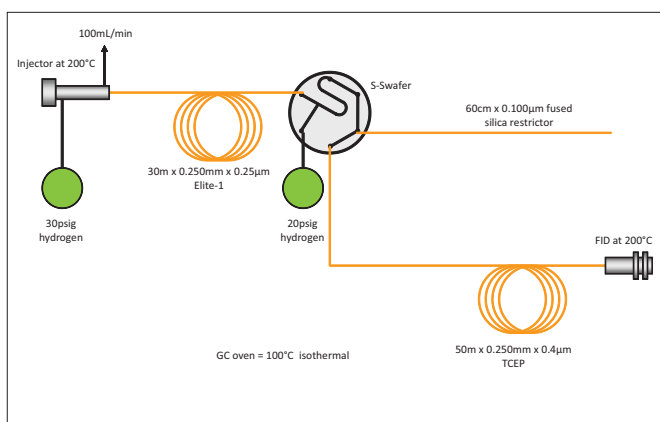 100mL/min
Injector at 200°C
S-Swafer
60cm x 0.100µm fused
silica restrictor
30m x 0.250mm x 0.25µm
Elite-1
30psig
hydrogen
20psig
hydrogen
FID at 200°C
GC oven = 100°C isothermal
50m x 0.250mm x 0.4µm
TCEP